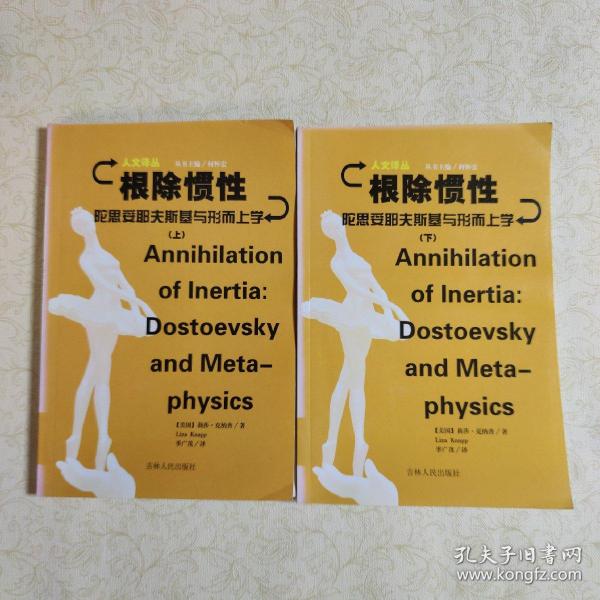 人文译丛
丛书主编/何怀宏
根除惯性
陀思妥耶夫斯基与形而上学
(上)
Annihilation
of Inertia:
Dostoevsky
and Meta-
physics
【美国】莉莎·克纳普/著
Liza Knapp
季广茂/译
吉林人民出版社
人文译丛
丛书主编/何怀宏
根除惯性
陀思妥耶夫斯基与形而上学
(下)
Annihilation
of Inertia:
Dostoevsky
and Meta-
physics
【美国】莉莎·克纳普/著
Liza Knapp
季广茂/译
吉林人民出版社
孔夫子旧书网
www.kongfz.com